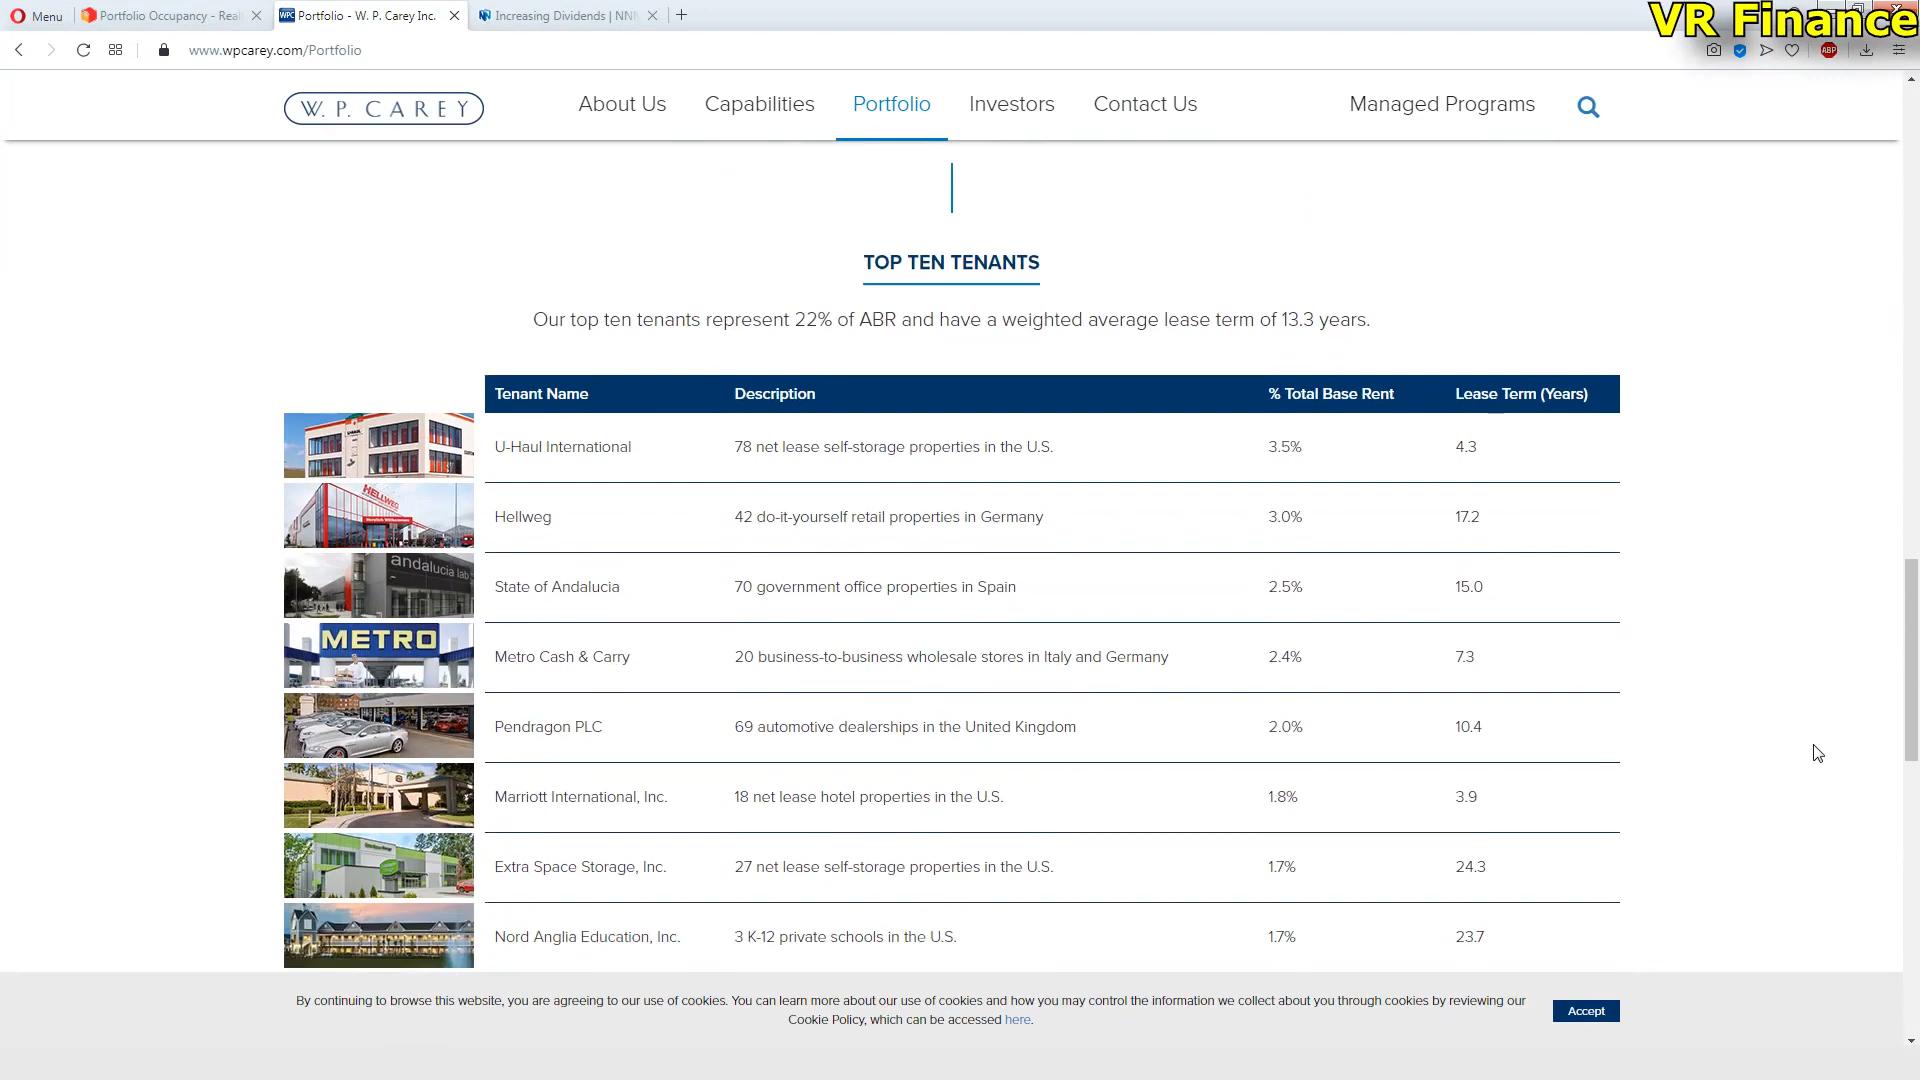 VR Finance
Menu
Portfolio Occupancy - Real
Portfolio - W. P. Carey Inc.
Increasing Dividends | NNN
www.wpcarey.com/Portfolio
ABP
W. P. CAREY
About Us
Capabilities
Portfolio
Investors
Contact Us
Managed Programs
TOP TEN TENANTS
Our top ten tenants represent 22% of ABR and have a weighted average lease term of 13.3 years.
Tenant Name Description % Total Base Rent Lease Term (Years)
U-Haul International 78 net lease self-storage properties in the U.S. 3.5% 4.3
HELLWEG
Hellweg 42 do-it-yourself retail properties in Germany 3.0% 17.2
andalucia lab
State of Andalucia 70 government office properties in Spain 2.5% 15.0
METRO
Metro Cash & Carry 20 business-to-business wholesale stores in Italy and Germany 2.4% 7.3
Pendragon PLC 69 automotive dealerships in the United Kingdom 2.0% 10.4
Marriott International, Inc. 18 net lease hotel properties in the U.S. 1.8% 3.9
Extra Space Storage, Inc. 27 net lease self-storage properties in the U.S. 1.7% 24.3
Nord Anglia Education, Inc. 3 K-12 private schools in the U.S. 1.7% 23.7
By continuing to browse this website, you are agreeing to our use of cookies. You can learn more about our use of cookies and how you may control the information we collect about you through cookies by reviewing our
Cookie Policy, which can be accessed here.
Accept